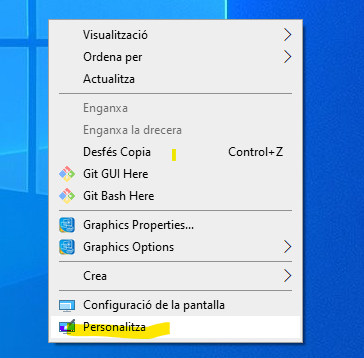 Visualització
Ordena per
Actualitza
Enganxa
Enganxa la drecera
Desfés Copia Control+Z
Git GUI Here
Git Bash Here
Graphics Properties...
Graphics Options
Crea
Configuració de la pantalla
Personalitza